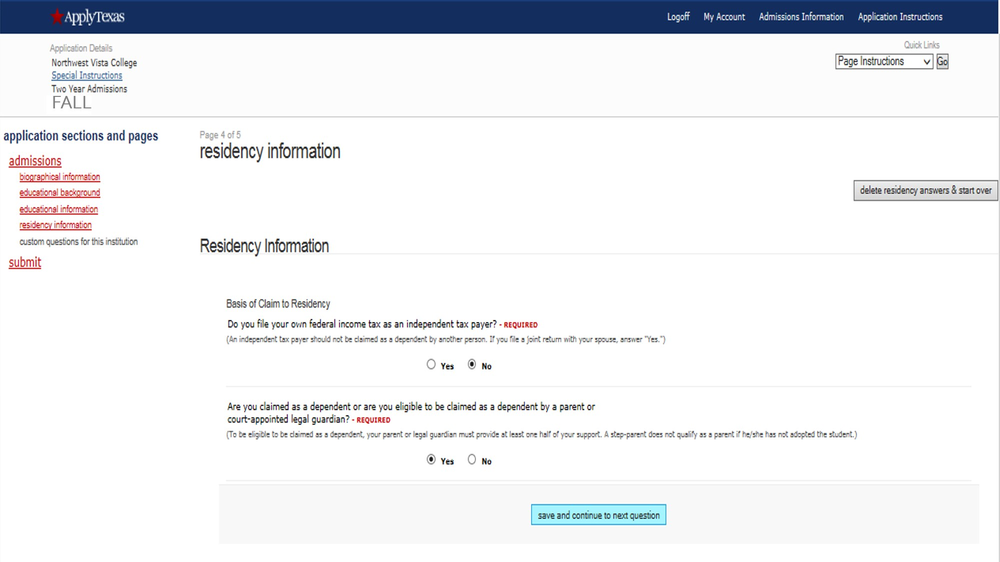 ApplyTexas
Logoff My Account Admissions Information Application Instructions
Application Details
Northwest Vista College
Special Instructions
Two Year Admissions
FALL
Quick Links
Page Instructions Go
application sections and pages
admissions
biographical information
educational background
educational information
residency information
custom questions for this institution
submit
Page 4 of 5
residency information
delete residency answers & start over
Residency Information
Basis of Claim to Residency
Do you file your own federal income tax as an independent tax payer? - REQUIRED
(An independent tax payer should not be claimed as a dependent by another person. If you file a joint return with your spouse, answer "Yes.")
Yes No
Are you claimed as a dependent or are you eligible to be claimed as a dependent by a parent or
court-appointed legal guardian? - REQUIRED
(To be eligible to be claimed as a dependent, your parent or legal guardian must provide at least one half of your support. A step-parent does not qualify as a parent if he/she has not adopted the student.)
Yes No
save and continue to next question